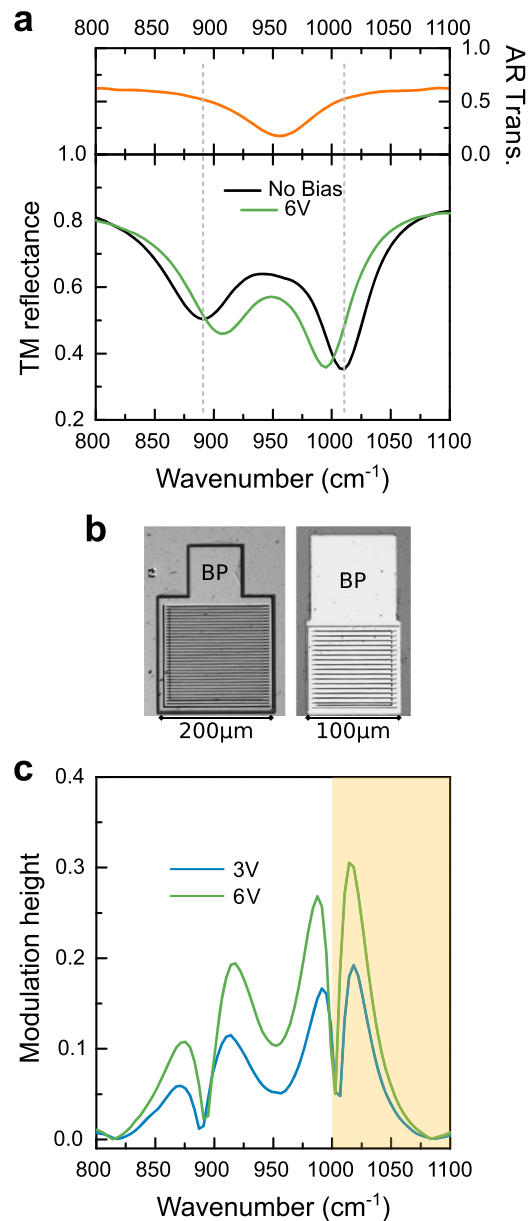 a
800 850 900 950 1000 1050 1100
1.0
0.5
0.0
AR Trans.
1.0
0.8
0.6
0.4
0.2
TM reflectance
No Bias
6V
800 850 900 950 1000 1050 1100
Wavenumber (cm⁻¹)
b
BP BP
200μm 100μm
c
0.4
0.3
0.2
0.1
0.0
Modulation height
3V
6V
800 850 900 950 1000 1050 1100
Wavenumber (cm⁻¹)